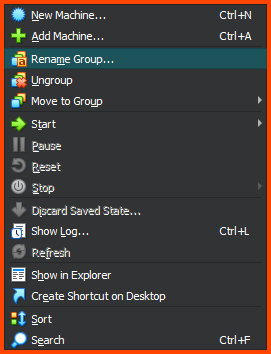 New Machine... Ctrl+N
Add Machine... Ctrl+A
Rename Group...
Ungroup
Move to Group
Start
Pause
Reset
Stop
Discard Saved State...
Show Log... Ctrl+L
Refresh
Show in Explorer
Create Shortcut on Desktop
Sort
Search Ctrl+F